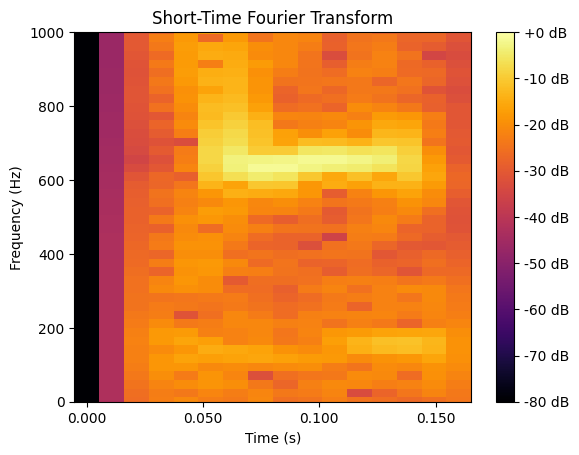 Short-Time Fourier Transform
Frequency (Hz)
1000
800
600
400
200
0
0.000
0.050
0.100
0.150
Time (s)
+0 dB
-10 dB
-20 dB
-30 dB
-40 dB
-50 dB
-60 dB
-70 dB
-80 dB